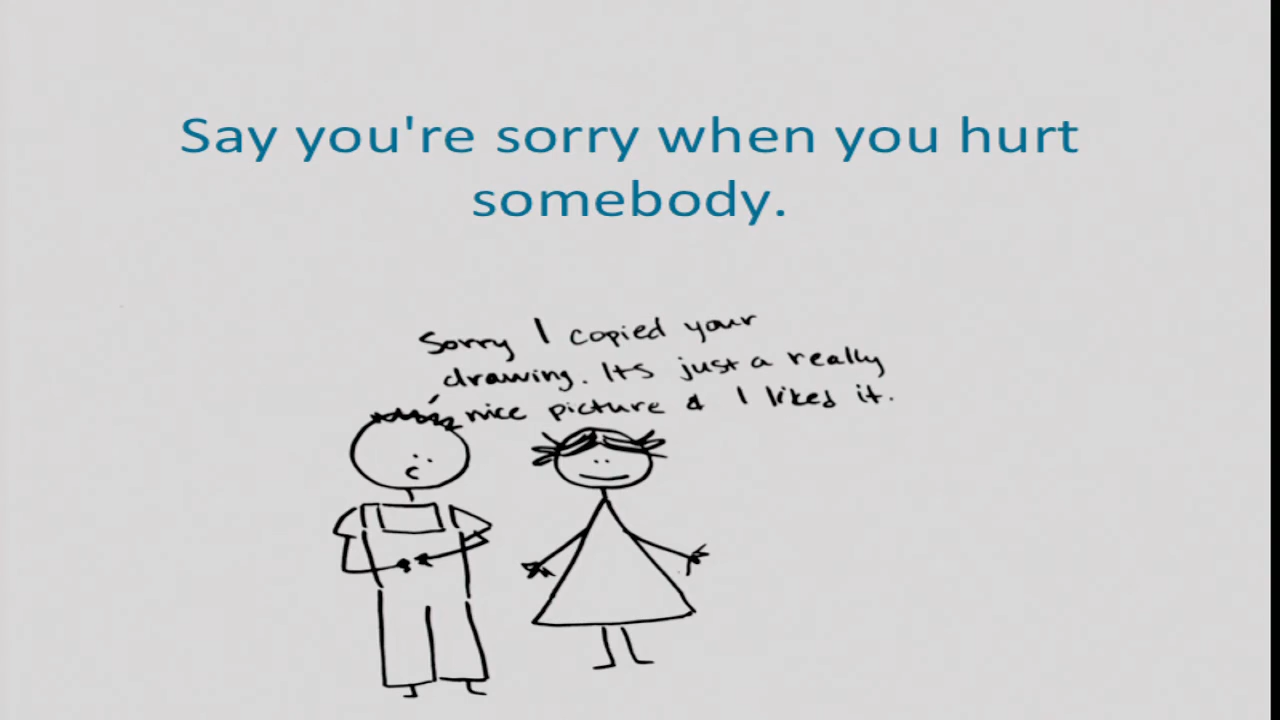 Say you're sorry when you hurt
somebody.
Sorry I copied your
drawing. Its just a really
nice picture & I liked it.